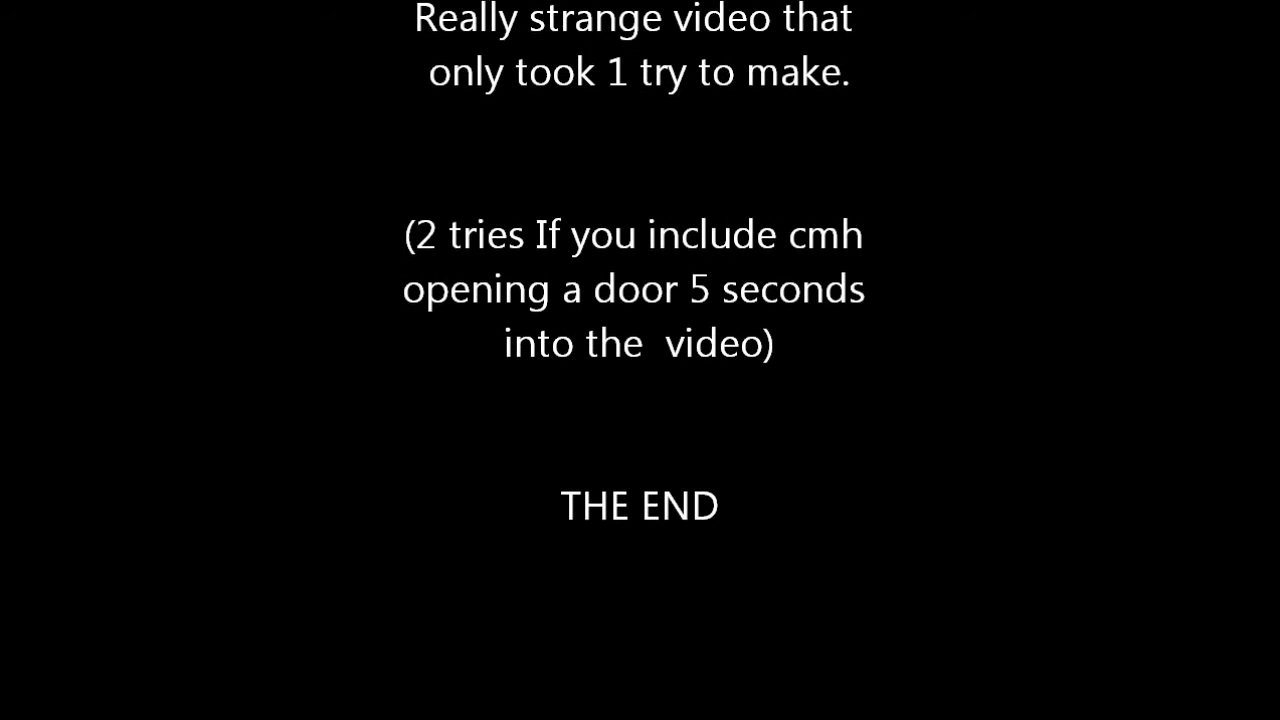 Really strange video that
only took 1 try to make.
(2 tries If you include cmh
opening a door 5 seconds
into the  video)
THE END